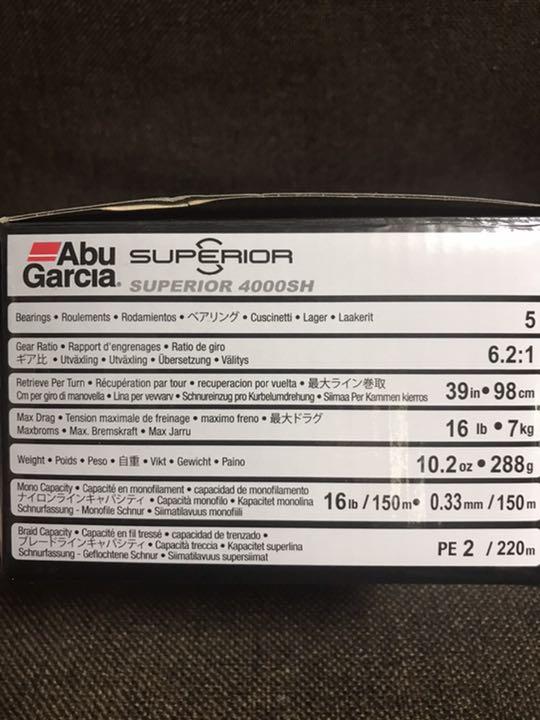 Abu Garcia
SUPERIOR
SUPERIOR 4000SH
Bearings • Roulements • Rodamientos • ベアリング • Cuscinetti • Lager • Laakerit
5
Gear Ratio • Rapport d'engrenages • Ratio de giro
ギア比 • Utväxling • Utväxling • Übersetzung • Välitys
6.2:1
Retrieve Per Turn • Récupération par tour • recuperacion por vuelta • 最大ライン巻取
Cm per giro di manovella • Lina per vevvarv • Schnureinzug pro Kurbelumdrehung • Siimaa Per Kammen kierros
39in • 98cm
Max Drag • Tension maximale de freinage • maximo freno • 最大ドラグ
Maxbroms • Max. Bremskraft • Max Jarru
16 lb • 7kg
Weight • Poids • Peso • 自重 • Vikt • Gewicht • Paino
10.2oz • 288g
Mono Capacity • Capacité en monofilament • capacidad de monofilamento
ナイロンラインキャパシティ • Capacità monofilo • Kapacitet monolina
Schnurfassung - Monofile Schnur • Siimatilavuus monofiili
16lb / 150m • 0.33mm / 150m
Braid Capacity • Capacité en fil tressé • capacidad de trenzado •
ブレードラインキャパシティ • Capacità treccia • Kapacitet superlina
Schnurfassung - Geflochtene Schnur • Siimatilavuus supersiimat
PE 2 / 220m